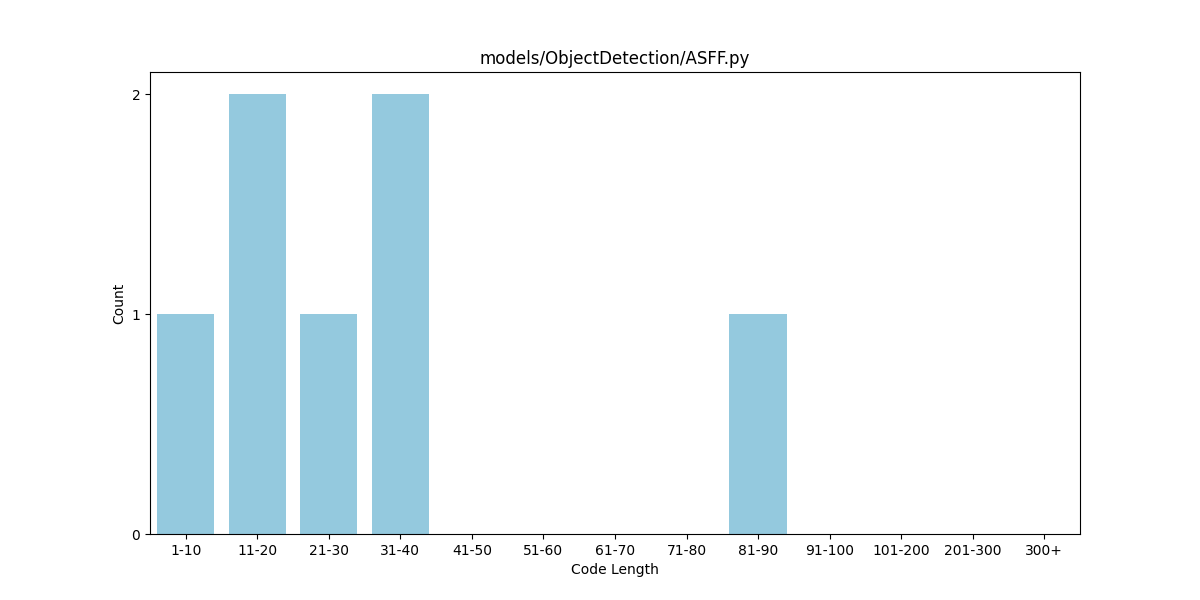 models/ObjectDetection/ASFF.py
Count
2
1
0
1-10 11-20 21-30 31-40 41-50 51-60 61-70 71-80 81-90 91-100 101-200 201-300 300+
Code Length